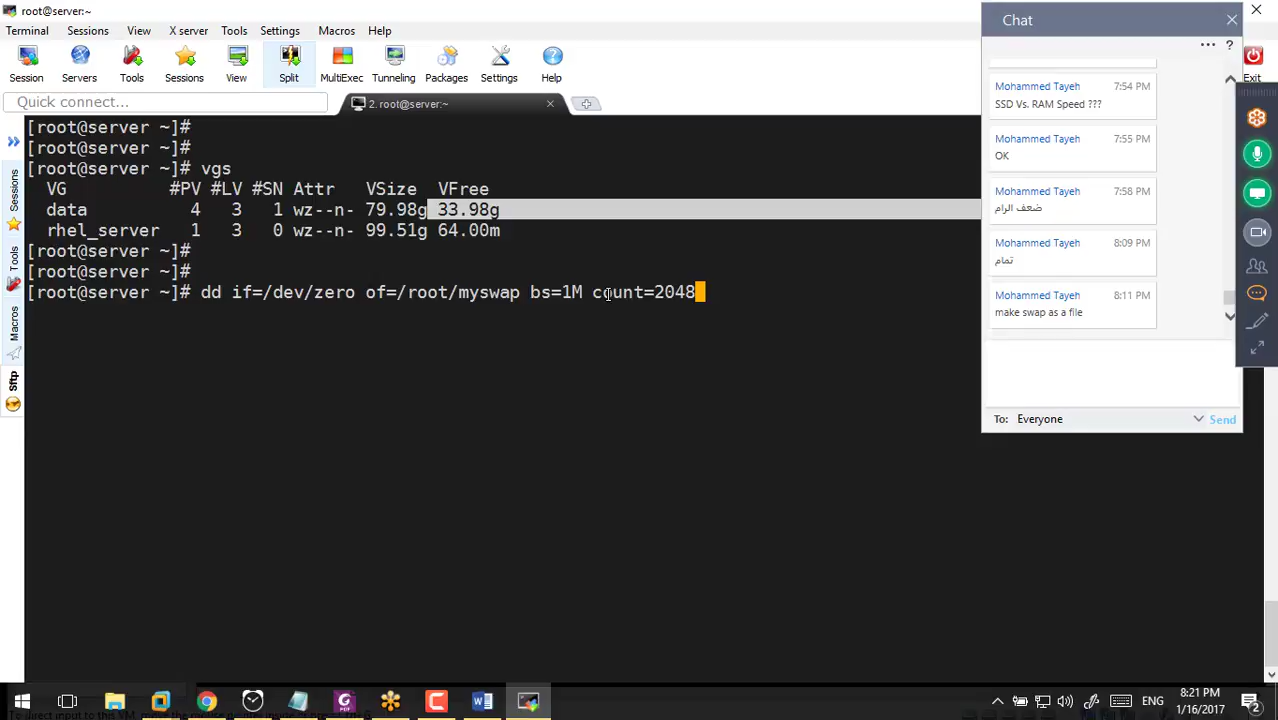 root@server:~
Terminal Sessions View X server Tools Settings Macros Help
Session Servers Tools Sessions View Split MultiExec Tunneling Packages Settings Help
Exit
Quick connect...
2. root@server:~
Sessions
Tools
Macros
Sftp
[root@server ~]#
[root@server ~]#
[root@server ~]# vgs
VG #PV #LV #SN Attr VSize VFree
data 4 3 1 wz--n- 79.98g 33.98g
rhel_server 1 3 0 wz--n- 99.51g 64.00m
[root@server ~]#
[root@server ~]#
[root@server ~]# dd if=/dev/zero of=/root/myswap bs=1M count=2048
Chat
Mohammed Tayeh 7:54 PM
SSD Vs. RAM Speed ???
Mohammed Tayeh 7:55 PM
OK
Mohammed Tayeh 7:58 PM
ضعف الرام
Mohammed Tayeh 8:09 PM
تمام
Mohammed Tayeh 8:11 PM
make swap as a file
To: Everyone
Send
ENG
8:21 PM
1/16/2017
2